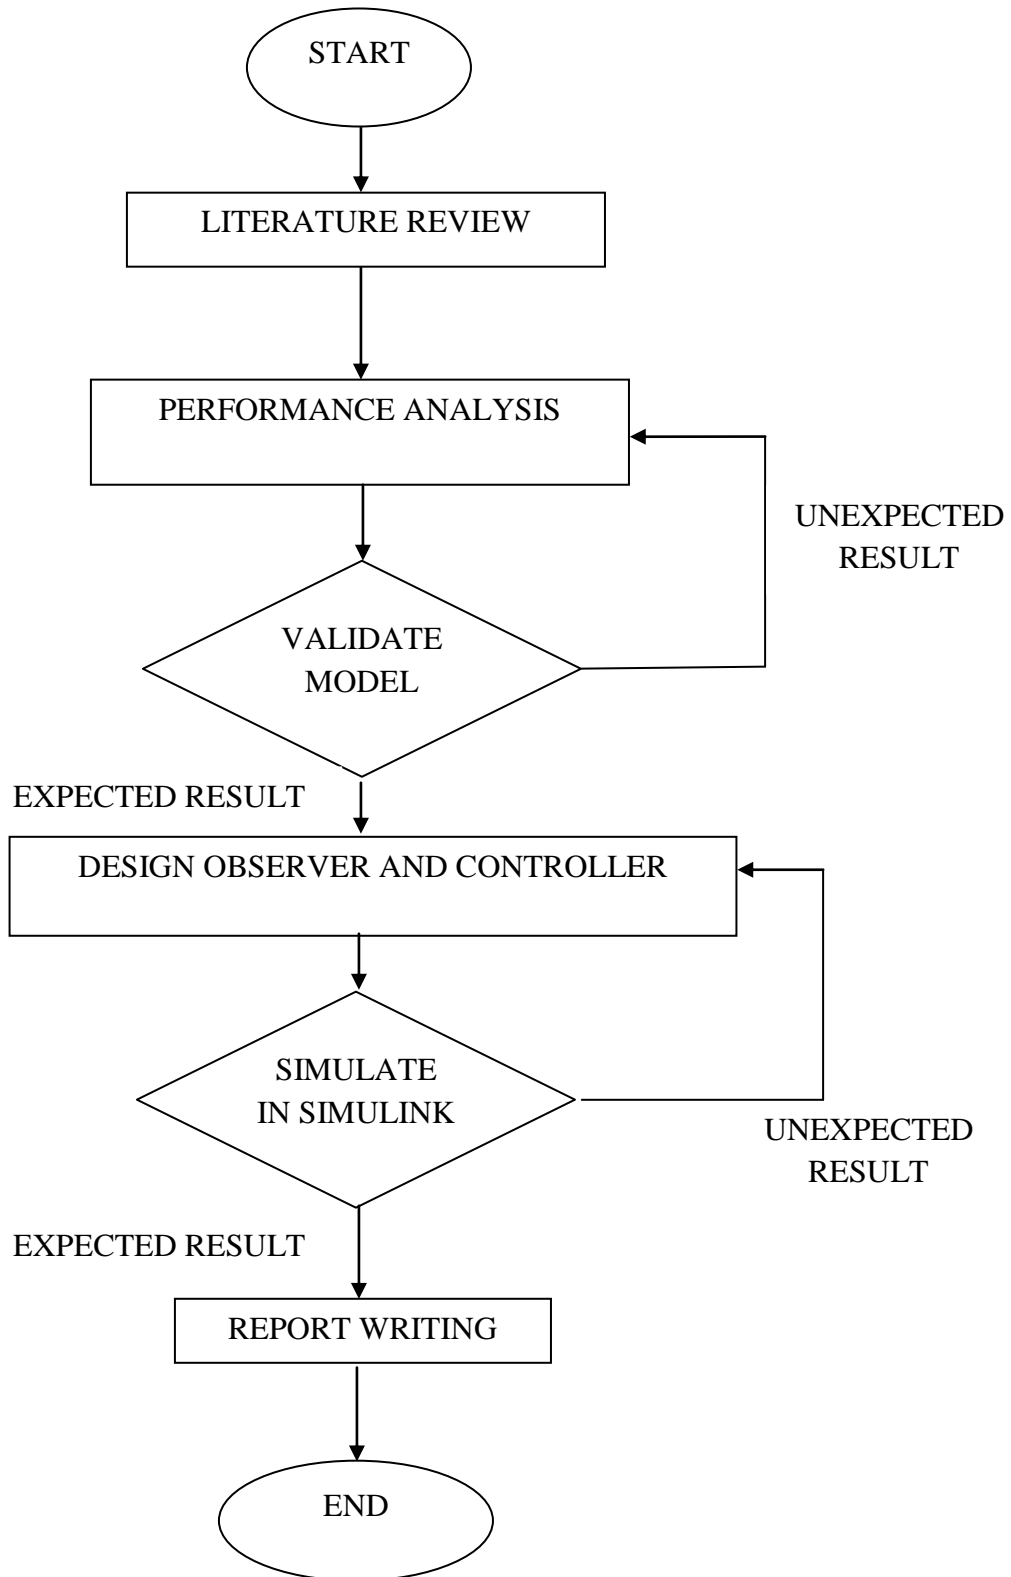 START
LITERATURE REVIEW
PERFORMANCE ANALYSIS
UNEXPECTED
RESULT
VALIDATE
MODEL
EXPECTED RESULT
DESIGN OBSERVER AND CONTROLLER
SIMULATE
IN SIMULINK
UNEXPECTED
RESULT
EXPECTED RESULT
REPORT WRITING
END